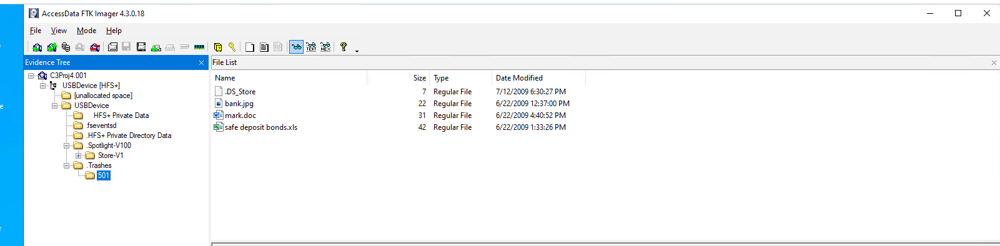 AccessData FTK Imager 4.3.0.18
File View Mode Help
TEXT HEX
Evidence Tree
C3Proj4.001
USBDevice [HFS+]
[unallocated space]
USBDevice
HFS+ Private Data
.fseventsd
.HFS+ Private Directory Data
.Spotlight-V100
Store-V1
.Trashes
501
File List
Name Size Type Date Modified
.DS_Store 7 Regular File 7/12/2009 6:30:27 PM
bank.jpg 22 Regular File 6/22/2009 12:37:00 PM
mark.doc 31 Regular File 6/22/2009 4:40:52 PM
safe deposit bonds.xls 42 Regular File 6/22/2009 1:33:26 PM